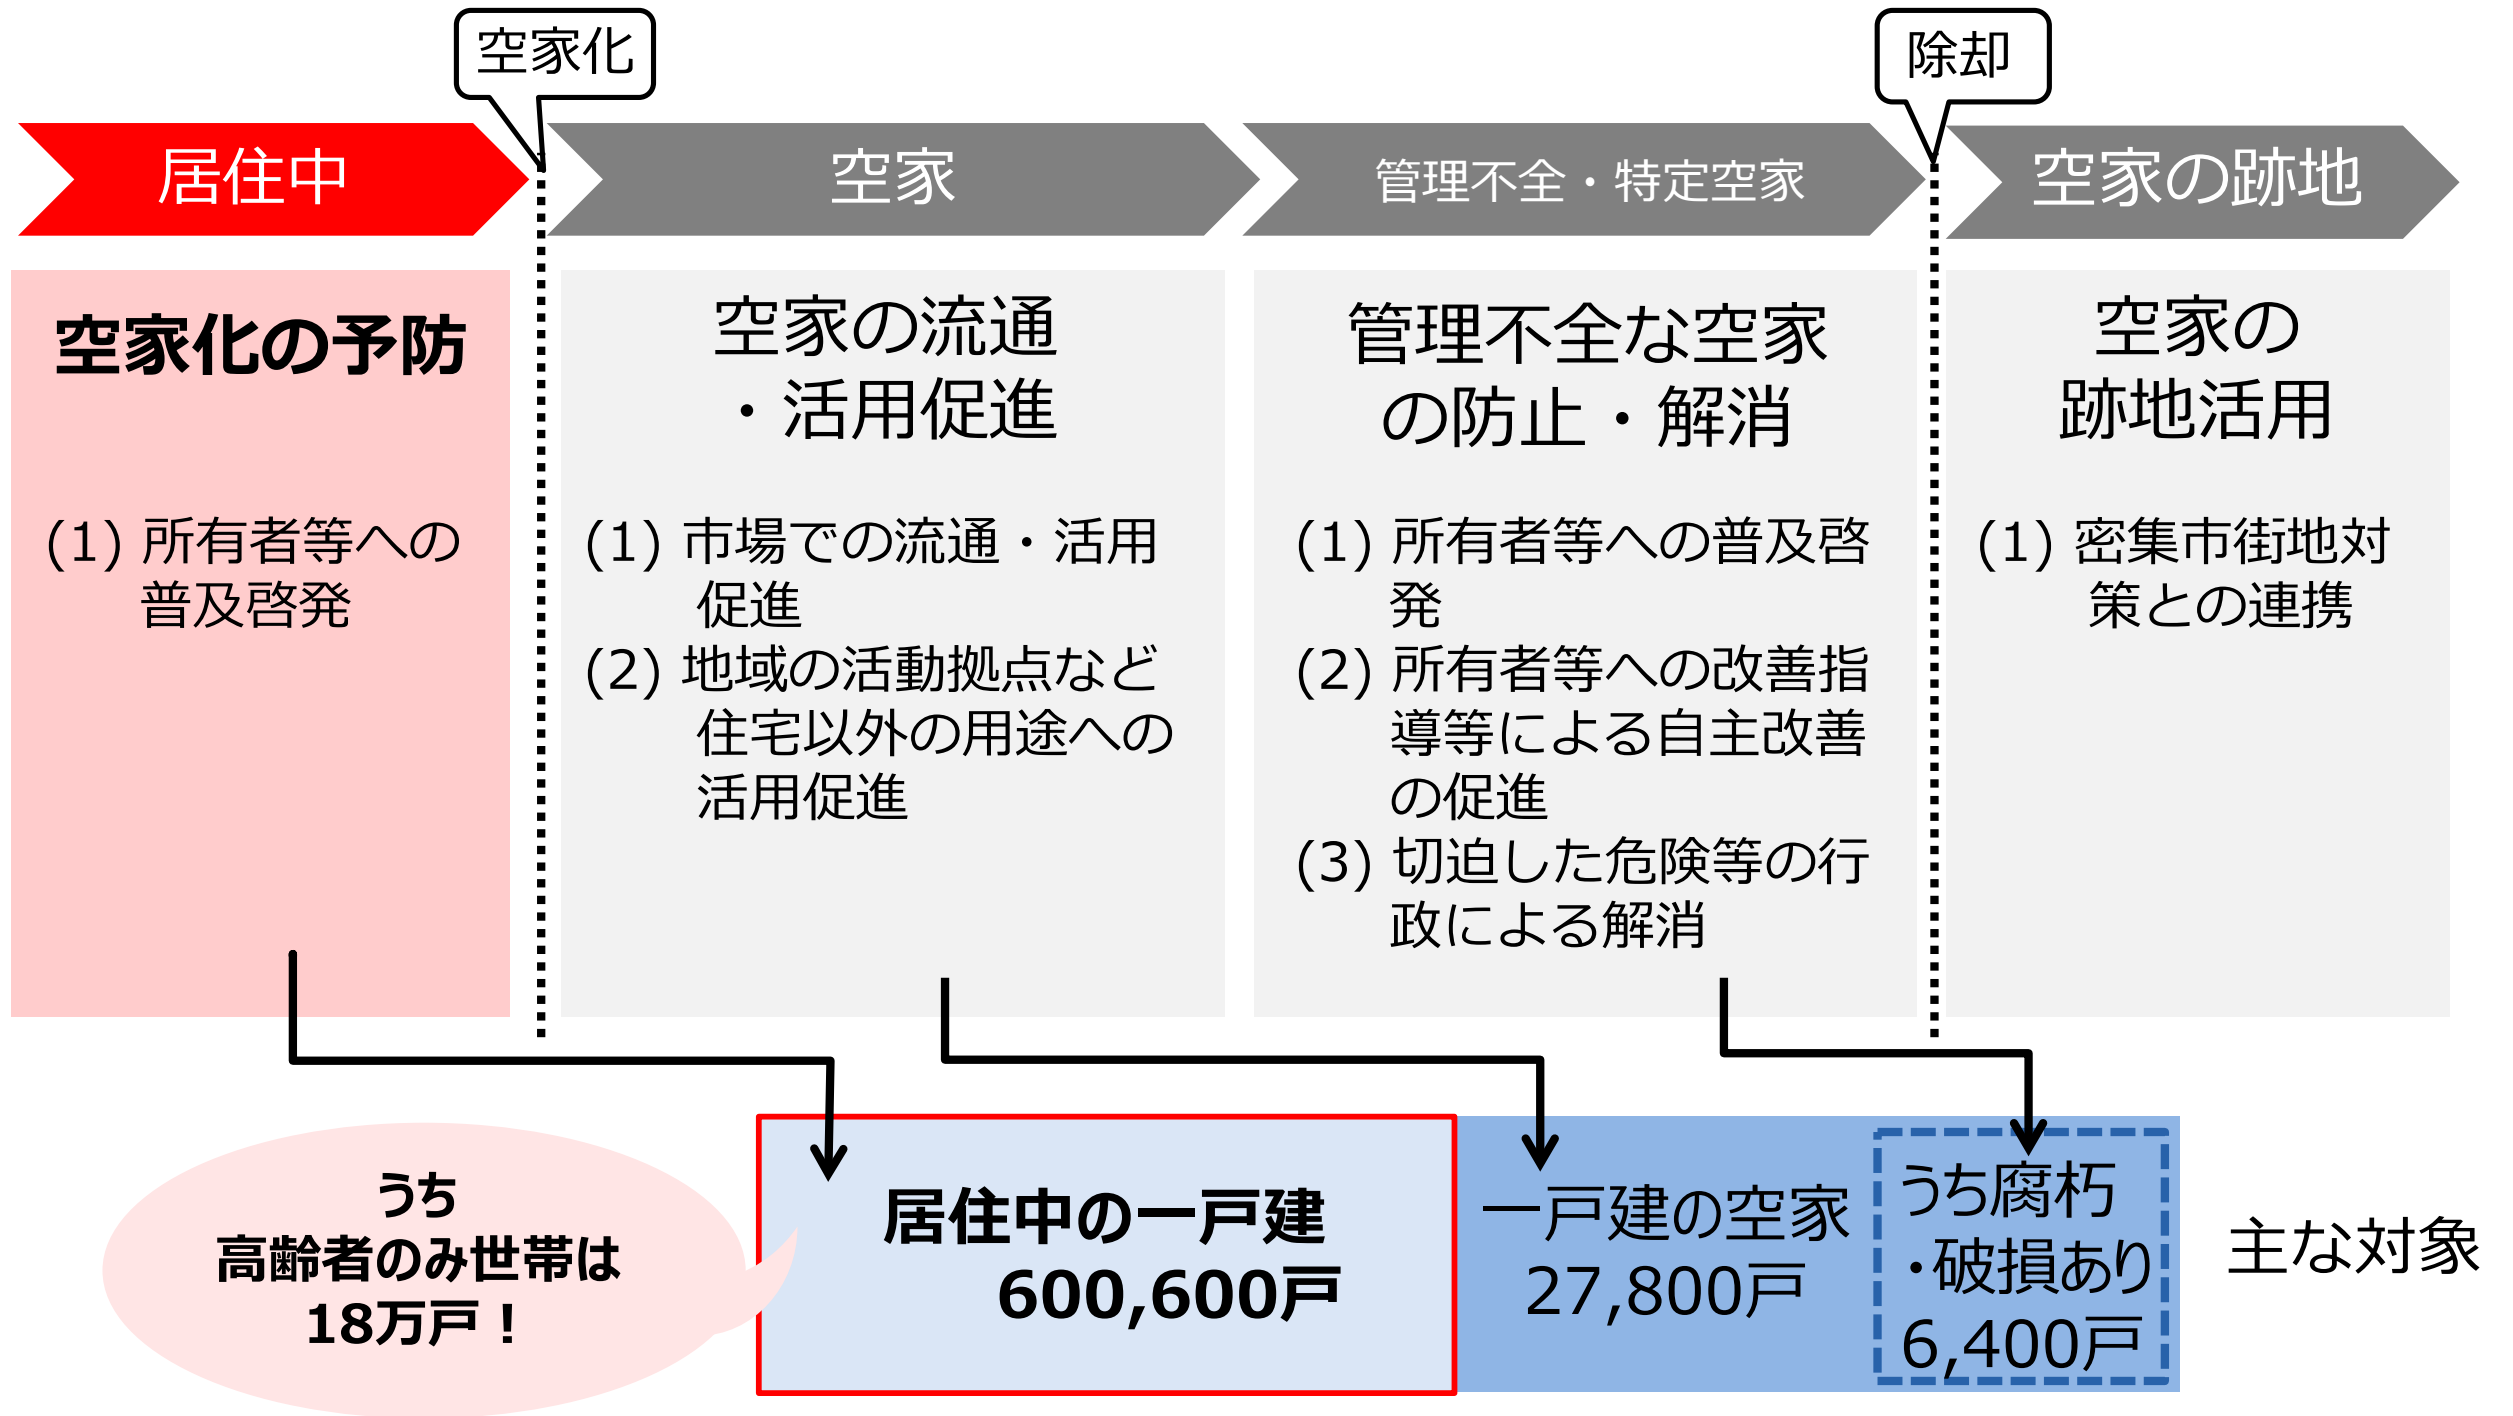 空家化
除却
居住中
空家
管理不全・特定空家
空家の跡地
空家化の予防
(1) 所有者等への
普及啓発
空家の流通
・活用促進
(1) 市場での流通・活用
促進
(2) 地域の活動拠点など
住宅以外の用途への
活用促進
管理不全な空家
の防止・解消
(1) 所有者等への普及啓
発
(2) 所有者等への改善指
導等による自主改善
の促進
(3) 切迫した危険等の行
政による解消
空家
跡地の活用
(1) 密集市街地対
策との連携
うち
高齢者のみ世帯は
18万戸！
居住中の一戸建
600,600戸
一戸建の空家
27,800戸
うち腐朽
・破損あり
6,400戸
主な対象